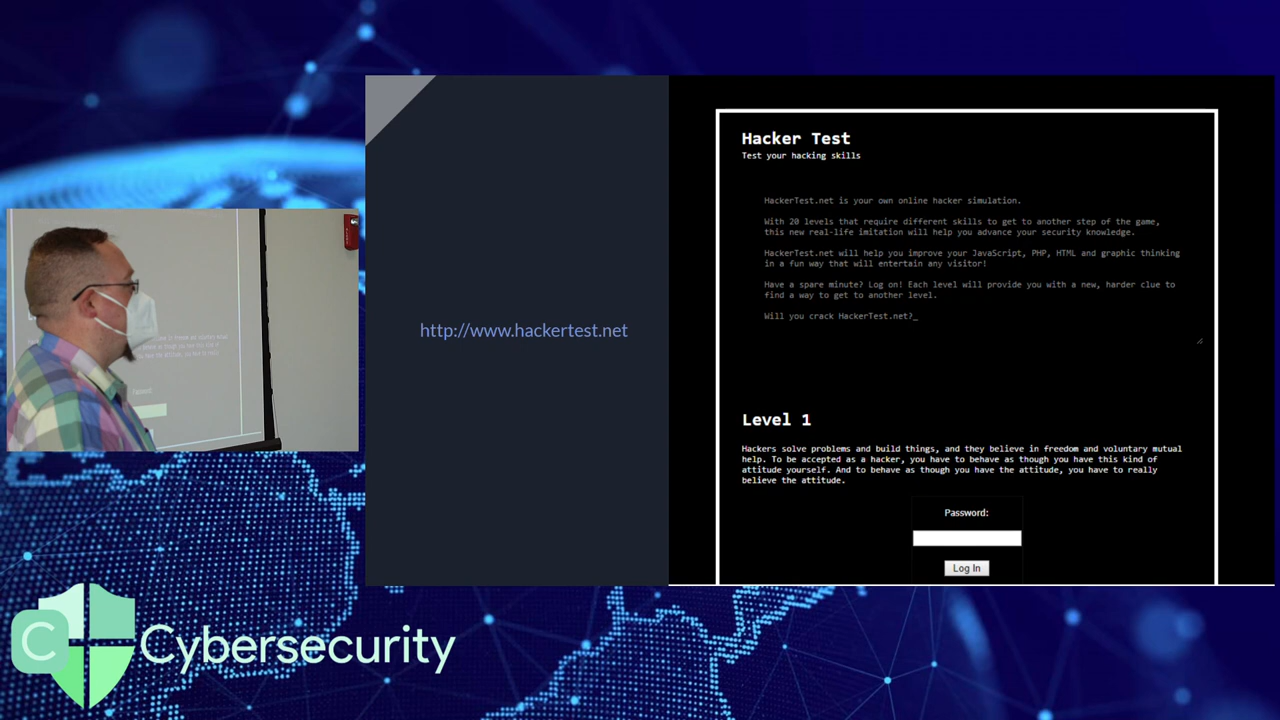 http://www.hackertest.net
Hacker Test
Test your hacking skills
HackerTest.net is your own online hacker simulation.
With 20 levels that require different skills to get to another step of the game,
this new real-life imitation will help you advance your security knowledge.
HackerTest.net will help you improve your JavaScript, PHP, HTML and graphic thinking
in a fun way that will entertain any visitor!
Have a spare minute? Log on! Each level will provide you with a new, harder clue to
find a way to get to another level.
Will you crack HackerTest.net?_
Level 1
Hackers solve problems and build things, and they believe in freedom and voluntary mutual
help. To be accepted as a hacker, you have to behave as though you have this kind of
attitude yourself. And to behave as though you have the attitude, you have to really
believe the attitude.
Password:
Log In
C Cybersecurity